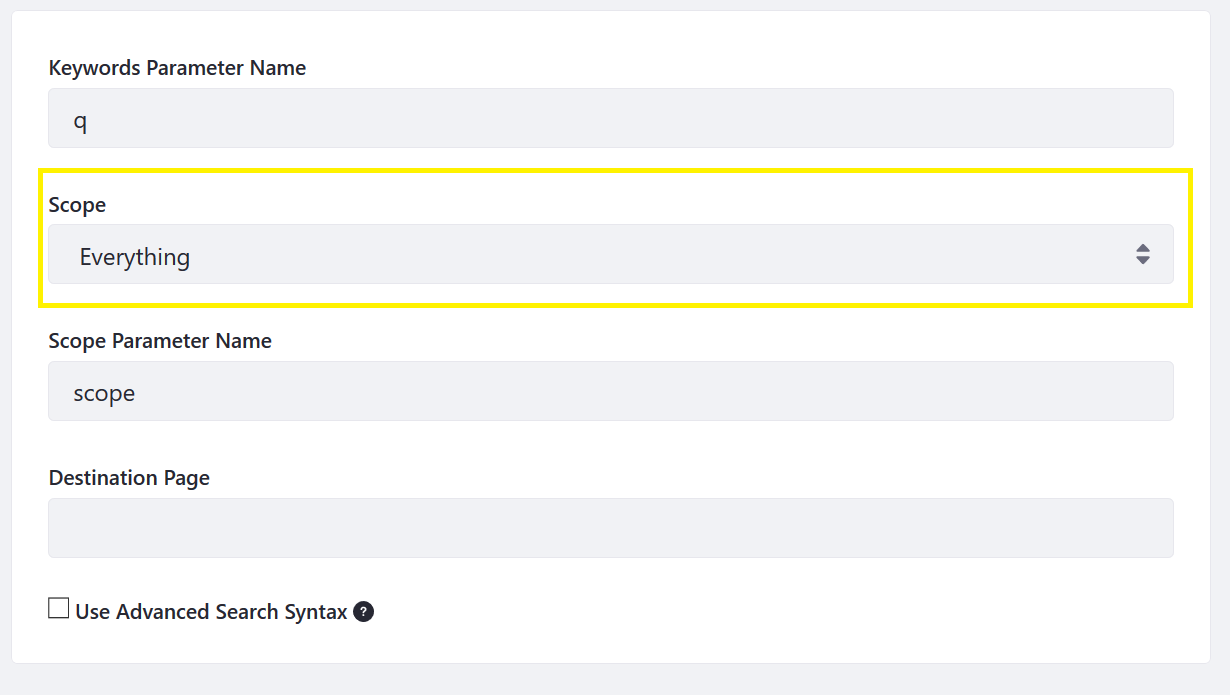 Keywords Parameter Name
q
Scope
Everything
Scope Parameter Name
scope
Destination Page
Use Advanced Search Syntax ?